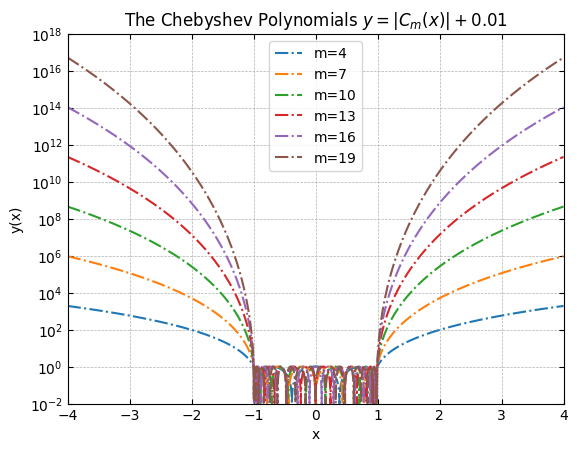 The Chebyshev Polynomials y = |C_m(x)| + 0.01
10^18
10^16
10^14
10^12
10^10
10^8
10^6
10^4
10^2
10^0
10^−2
y(x)
m=4
m=7
m=10
m=13
m=16
m=19
−4 −3 −2 −1 0 1 2 3 4
x